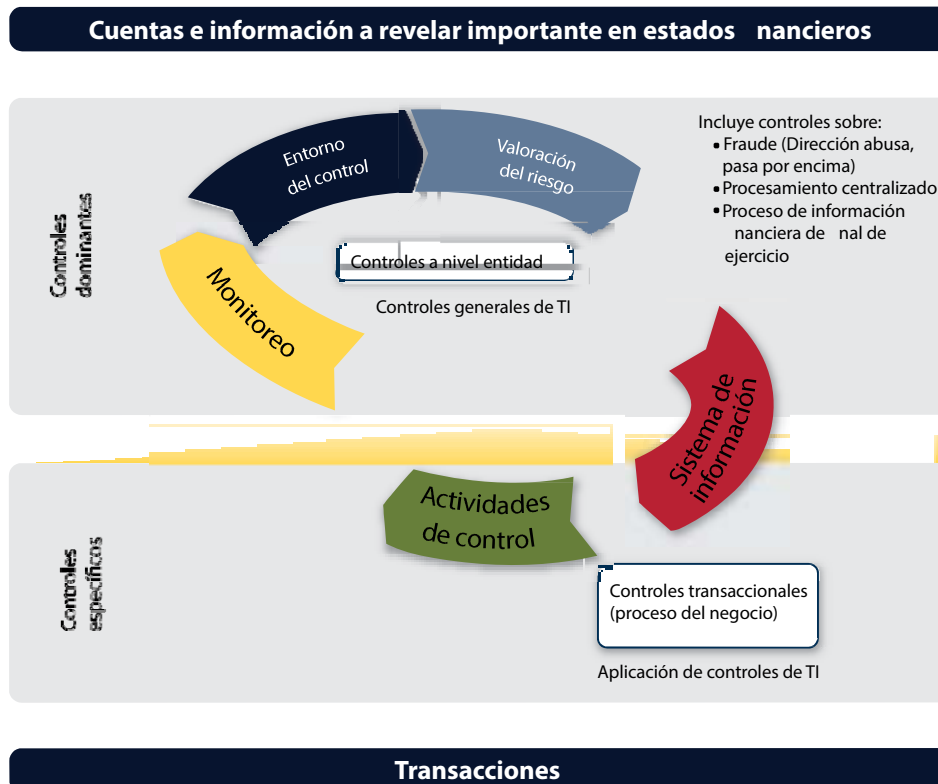 Cuentas e información a revelar importante en estados nancieros
Controles
dominantes
Entorno
del control
Valoración
del riesgo
Incluye controles sobre:
• Fraude (Dirección abusa,
pasa por encima)
• Procesamiento centralizado
• Proceso de información
nanciera de nal de
ejercicio
Monitoreo
Controles a nivel entidad
Controles generales de TI
Sistema de
información
Controles
específicos
Actividades
de control
Controles transaccionales
(proceso del negocio)
Aplicación de controles de TI
Transacciones